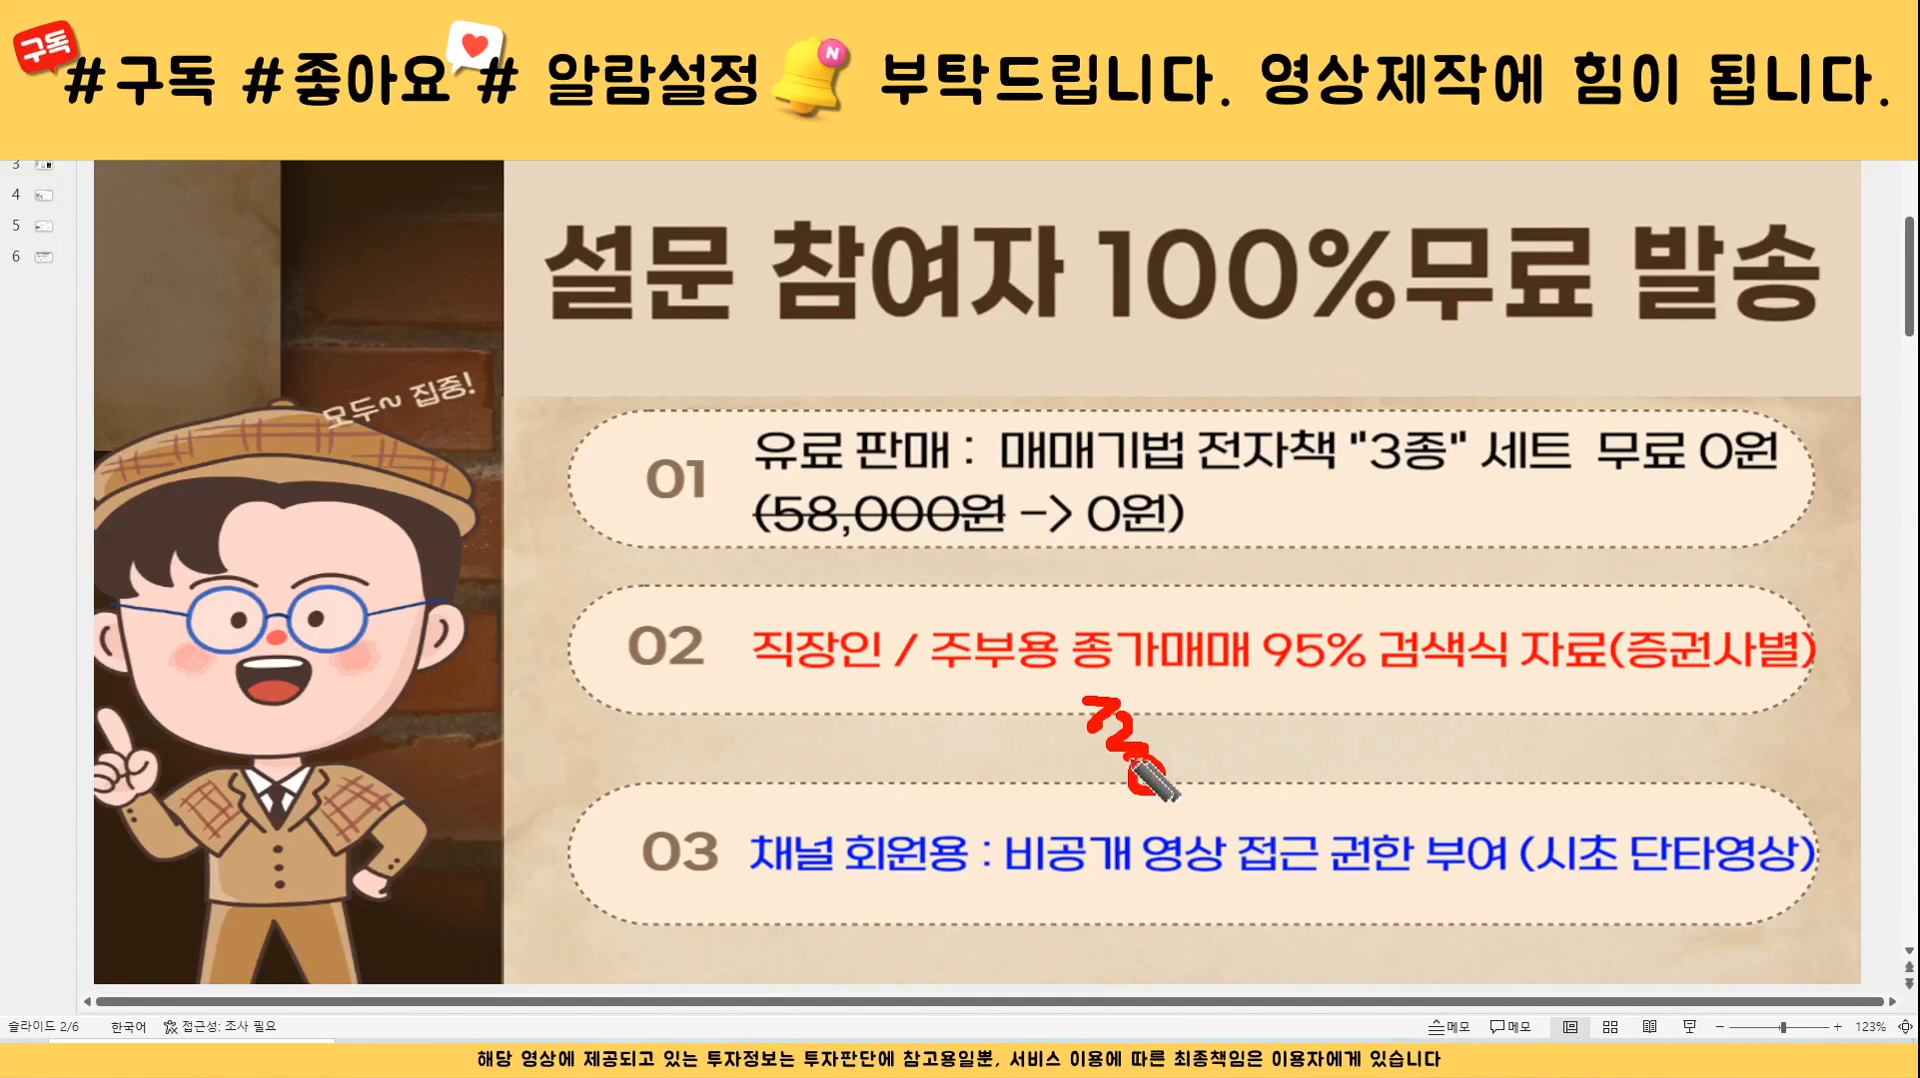 구독
#구독 #좋아요 # 알람설정 N 부탁드립니다. 영상제작에 힘이 됩니다.
3
4
5
6
설문 참여자 100%무료 발송
모두~ 집중!
01 유료 판매 : 매매기법 전자책 "3종" 세트 무료 0원
(58,000원 -> 0원)
02 직장인 / 주부용 종가매매 95% 검색식 자료(증권사별)
03 채널 회원용 : 비공개 영상 접근 권한 부여 (시초 단타영상)
슬라이드 2/6 한국어 접근성: 조사 필요 메모 메모 123%
해당 영상에 제공되고 있는 투자정보는 투자판단에 참고용일뿐, 서비스 이용에 따른 최종책임은 이용자에게 있습니다